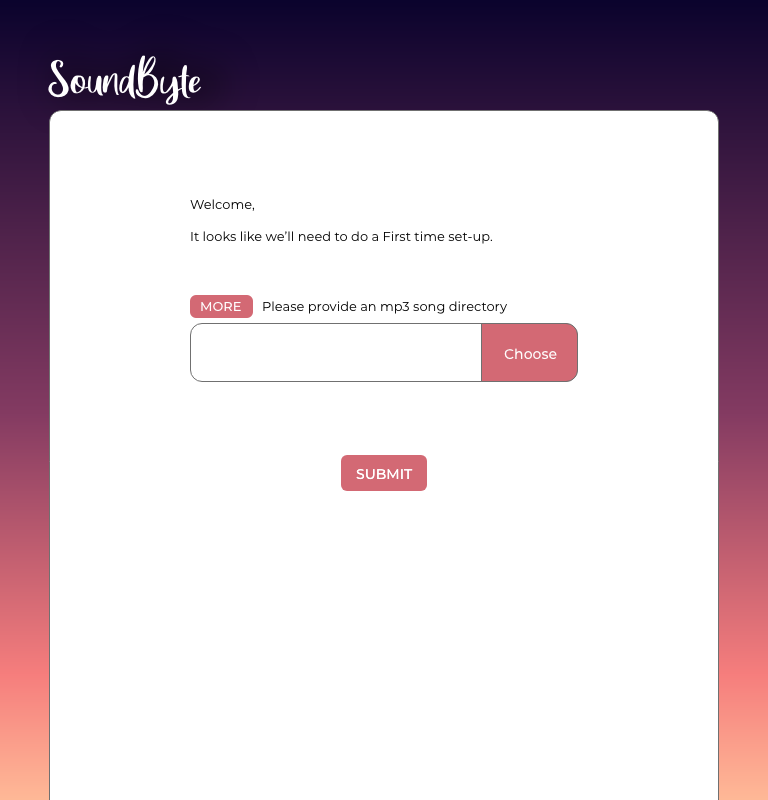 SoundByte
Welcome,
It looks like we’ll need to do a First time set-up.
MORE Please provide an mp3 song directory
Choose
SUBMIT